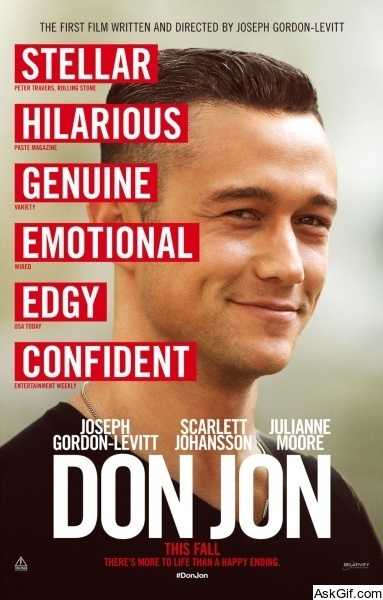 THE FIRST FILM WRITTEN AND DIRECTED BY JOSEPH GORDON-LEVITT
STELLAR
PETER TRAVERS, ROLLING STONE
HILARIOUS
PASTE MAGAZINE
GENUINE
VARIETY
EMOTIONAL
WIRED
EDGY
USA TODAY
CONFIDENT
ENTERTAINMENT WEEKLY
JOSEPH GORDON-LEVITT
SCARLETT JOHANSSON
JULIANNE MOORE
DON JON
THIS FALL
THERE'S MORE TO LIFE THAN A HAPPY ENDING.
#DonJon
RELATIVITY
AskGif.com